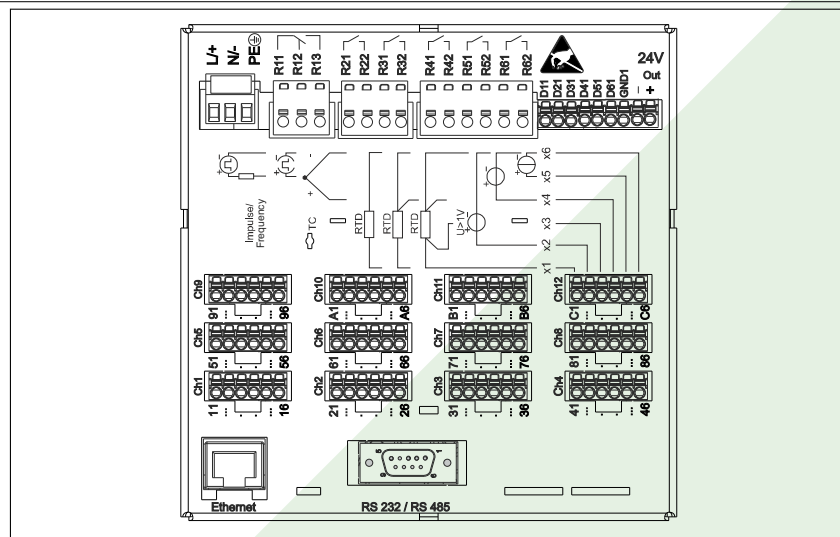 L/+ N/- PE
R11 R12 R13
R21 R22 R31 R32
R41 R42 R51 R52 R61 R62
24V
Out
D11 D21 D31 D41 D51 D61 GND1 - +
+ -
+ -
-
+
Impulse/
Frequency
TC
RTD
RTD
RTD
U>1V
+
+ -
+ -
x6
x5
x4
x3
x2
x1
Ch9
91 ... . . ... 96
Ch10
A1 ... . . ... A6
Ch11
B1 ... . . ... B6
Ch12
C1 ... . . ... C6
Ch5
51 ... . . ... 56
Ch6
61 ... . . ... 66
Ch7
71 ... . . ... 76
Ch8
81 ... . . ... 86
Ch1
11 ... . . ... 16
Ch2
21 ... . . ... 26
Ch3
31 ... . . ... 36
Ch4
41 ... . . ... 46
5 1
9 6
Ethernet
RS 232 / RS 485